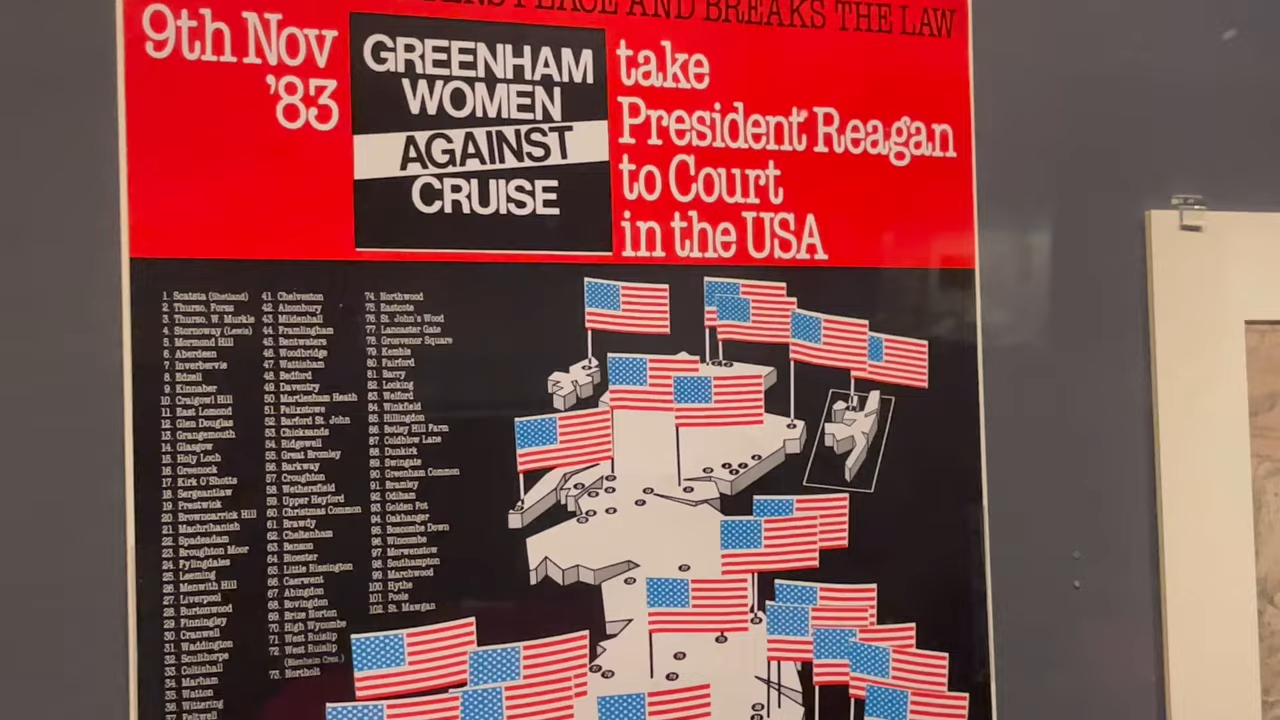 PEACE AND BREAKS THE LAW
9th Nov
'83
GREENHAM
WOMEN
AGAINST
CRUISE
take
President Reagan
to Court
in the USA
1. Scatsta (Shetland)
2. Thurso, Forss
3. Thurso, W. Murkle
4. Stornoway (Lewis)
5. Mormond Hill
6. Aberdeen
7. Inverbervie
8. Edzell
9. Kinnaber
10. Craigowl Hill
11. East Lomond
12. Glen Douglas
13. Grangemouth
14. Glasgow
15. Holy Loch
16. Greenock
17. Kirk O'Shotts
18. Sergeantlaw
19. Prestwick
20. Browncarrick Hill
21. Machrihanish
22. Spadeadam
23. Broughton Moor
24. Fylingdales
25. Leeming
26. Menwith Hill
27. Liverpool
28. Burtonwood
29. Finningley
30. Cranwell
31. Waddington
32. Sculthorpe
33. Coltishall
34. Marham
35. Watton
36. Wittering
37. Feltwell
41. Chelveston
42. Alconbury
43. Mildenhall
44. Framlingham
45. Bentwaters
46. Woodbridge
47. Wattisham
48. Bedford
49. Daventry
50. Martlesham Heath
51. Felixstowe
52. Barford St. John
53. Chicksands
54. Ridgewell
55. Great Bromley
56. Barkway
57. Croughton
58. Wethersfield
59. Upper Heyford
60. Christmas Common
61. Brawdy
62. Cheltenham
63. Benson
64. Bicester
65. Little Rissington
66. Caerwent
67. Abingdon
68. Bovingdon
69. Brize Norton
70. High Wycombe
71. West Ruislip
72. West Ruislip
(Blenheim Cres.)
73. Northolt
74. Northwood
75. Eastcote
76. St. John's Wood
77. Lancaster Gate
78. Grosvenor Square
79. Kemble
80. Fairford
81. Barry
82. Locking
83. Welford
84. Winkfield
85. Hillingdon
86. Botley Hill Farm
87. Coldblow Lane
88. Dunkirk
89. Swingate
90. Greenham Common
91. Bramley
92. Odiham
93. Golden Pot
94. Oakhanger
95. Boscombe Down
96. Wincombe
97. Morwenstow
98. Southampton
99. Marchwood
100. Hythe
101. Poole
102. St. Mawgan